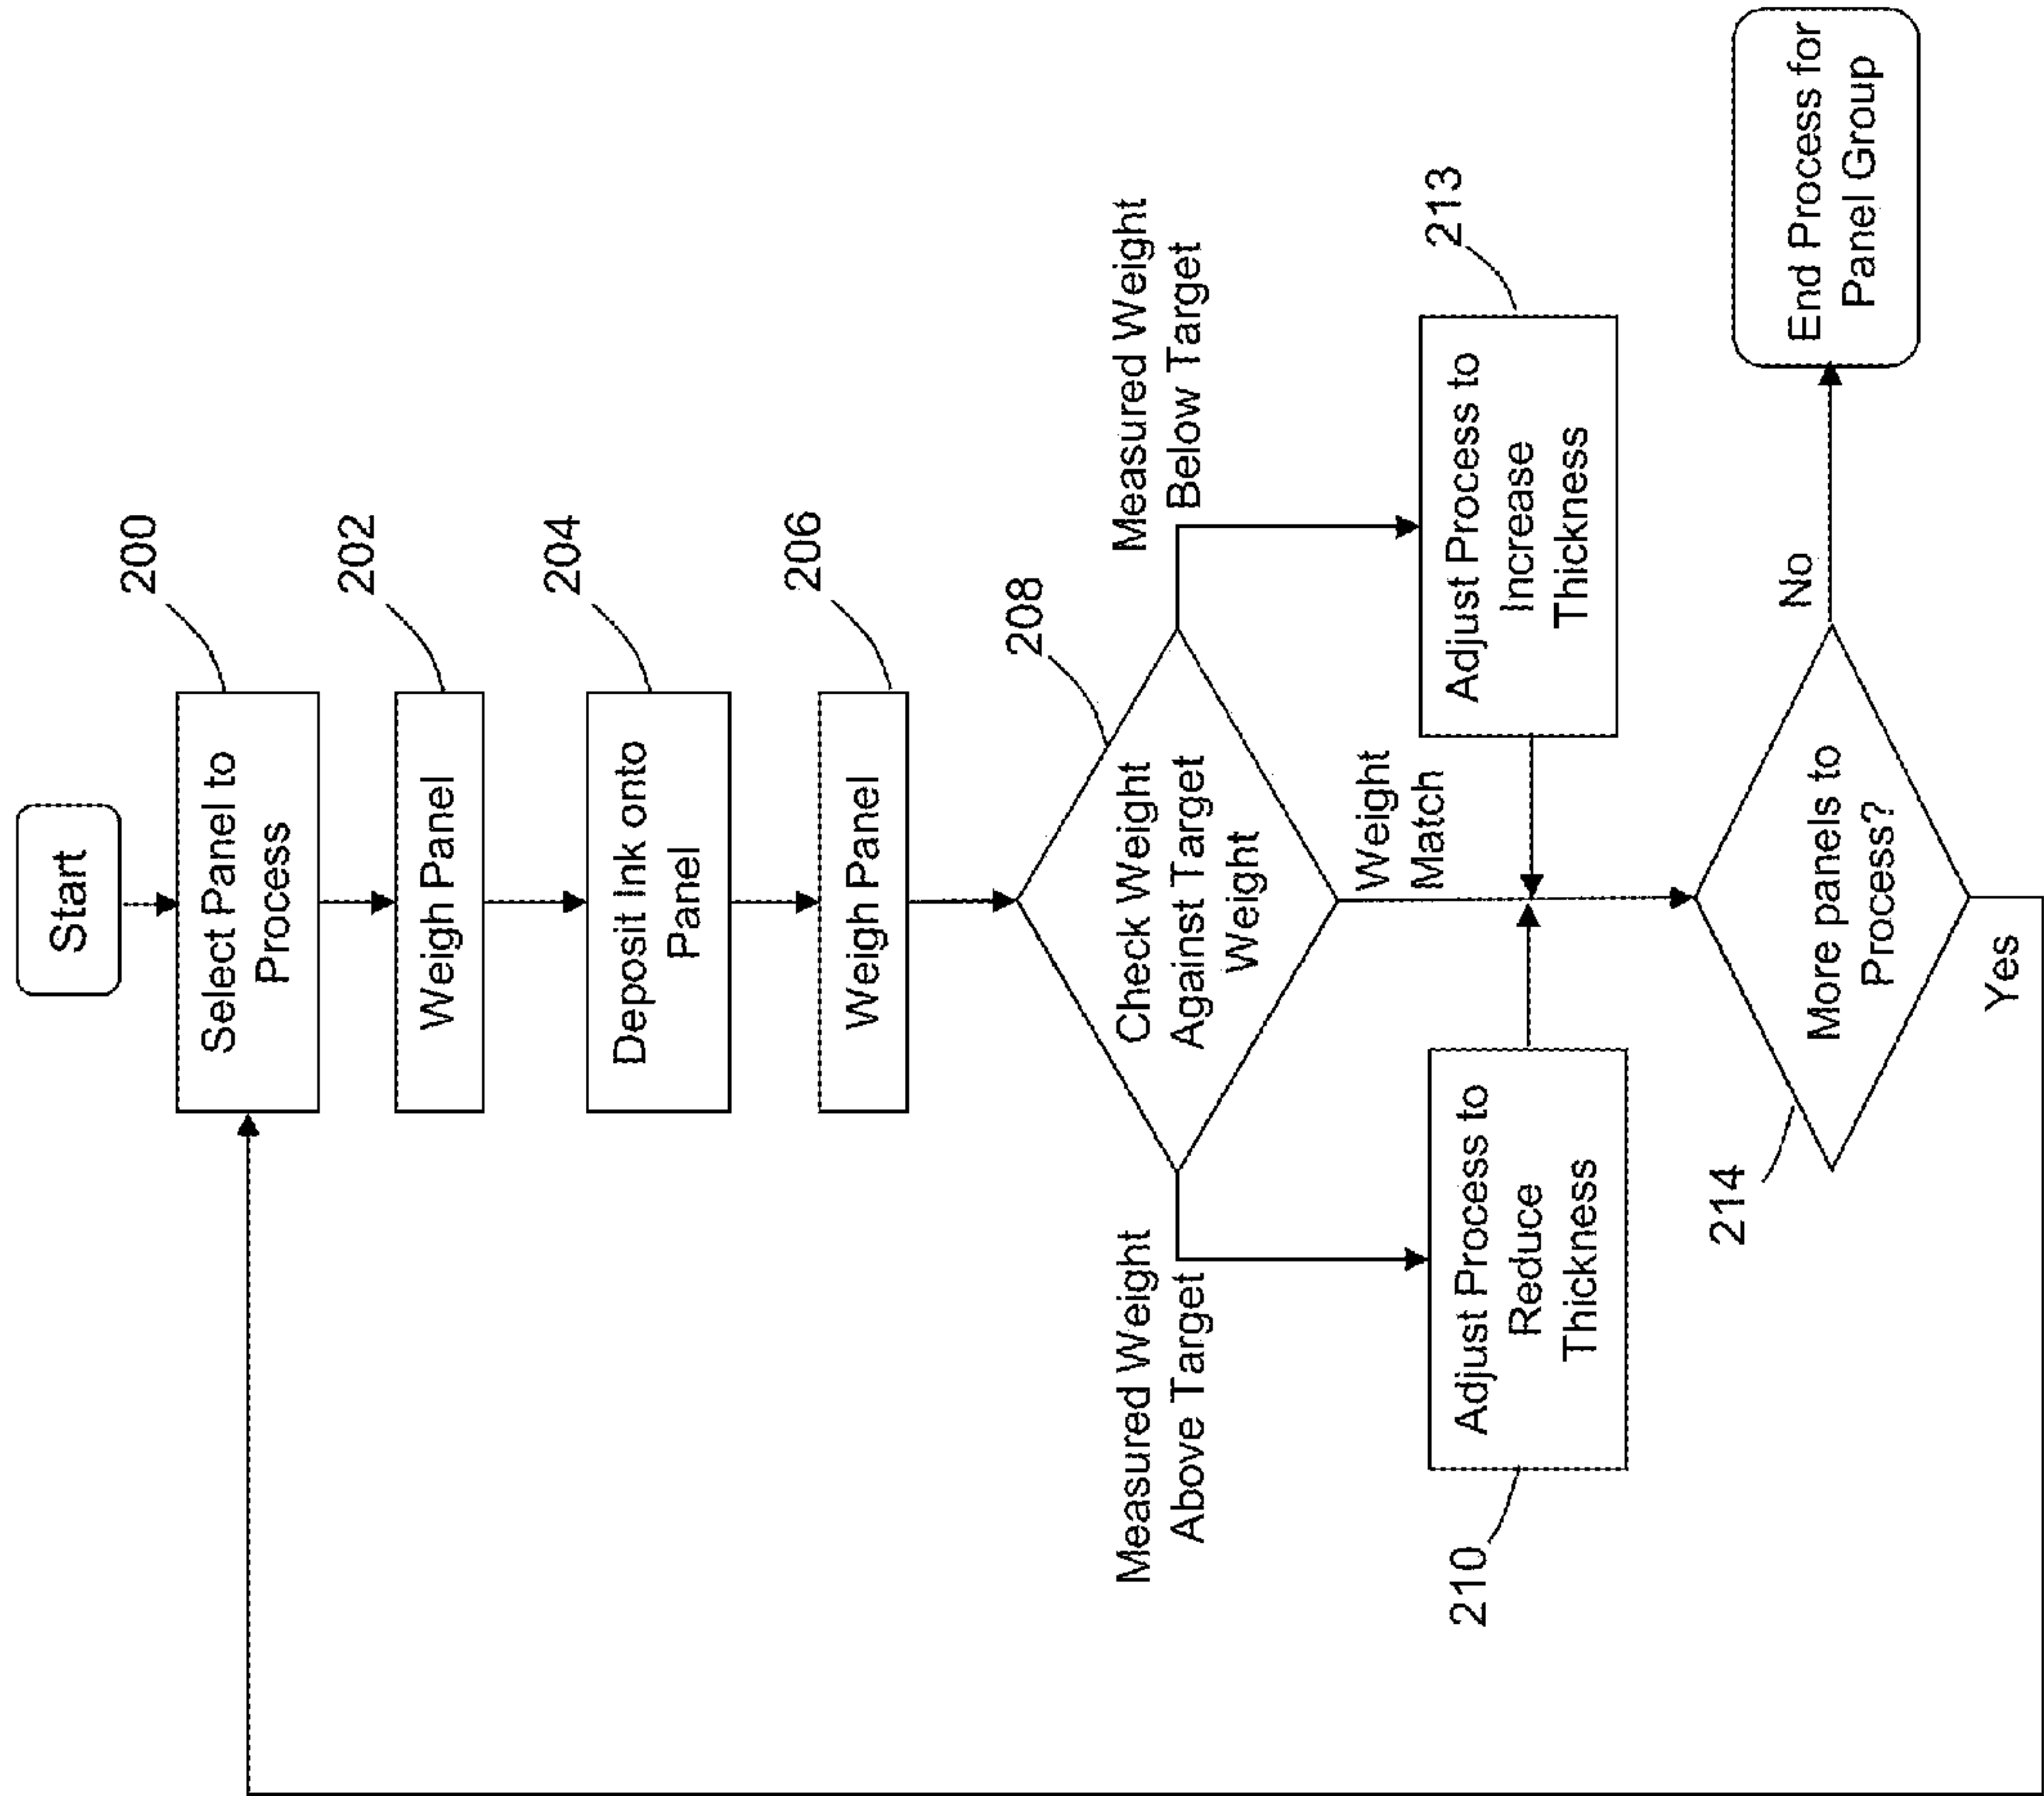 Start
200
Select Panel to
Process
202
Weigh Panel
204
Deposit Ink onto
Panel
206
Weigh Panel
208
Check Weight
Against Target
Weight
Measured Weight
Above Target
Measured Weight
Below Target
Weight
Match
210
Adjust Process to
Reduce
Thickness
213
Adjust Process to
Increase
Thickness
214
More panels to
Process?
No
End Process for
Panel Group
Yes